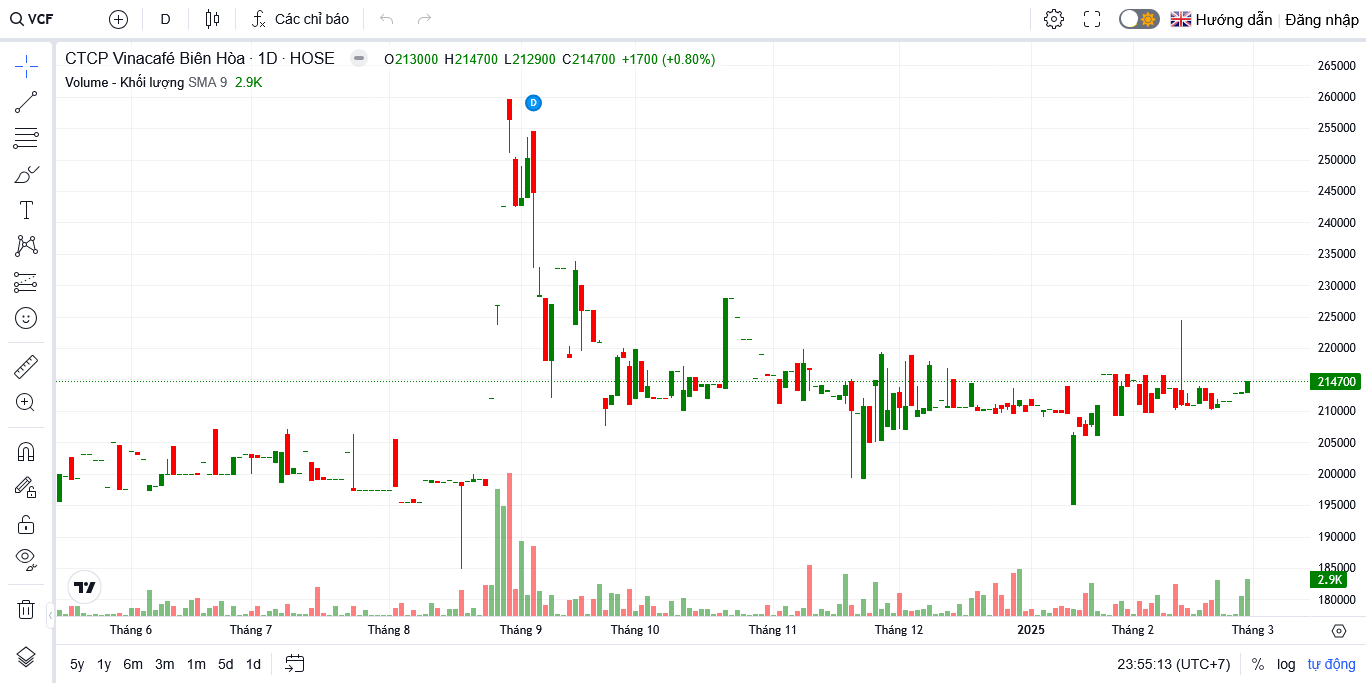 VCF D Các chỉ báo Hướng dẫn Đăng nhập
CTCP Vinacafé Biên Hòa · 1D · HOSE O213000 H214700 L212900 C214700 +1700 (+0.80%)
Volume - Khối lượng SMA 9 2.9K
D
265000
260000
255000
250000
245000
240000
235000
230000
225000
220000
214700
210000
205000
200000
195000
190000
185000
2.9K
180000
Tháng 6 Tháng 7 Tháng 8 Tháng 9 Tháng 10 Tháng 11 Tháng 12 2025 Tháng 2 Tháng 3
5y 1y 6m 3m 1m 5d 1d 23:55:13 (UTC+7) % log tự động